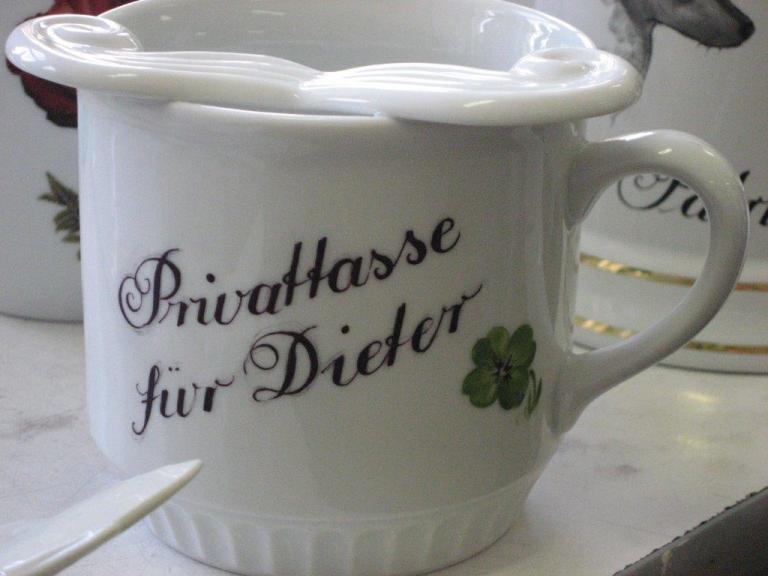 Privattasse
für Dieter